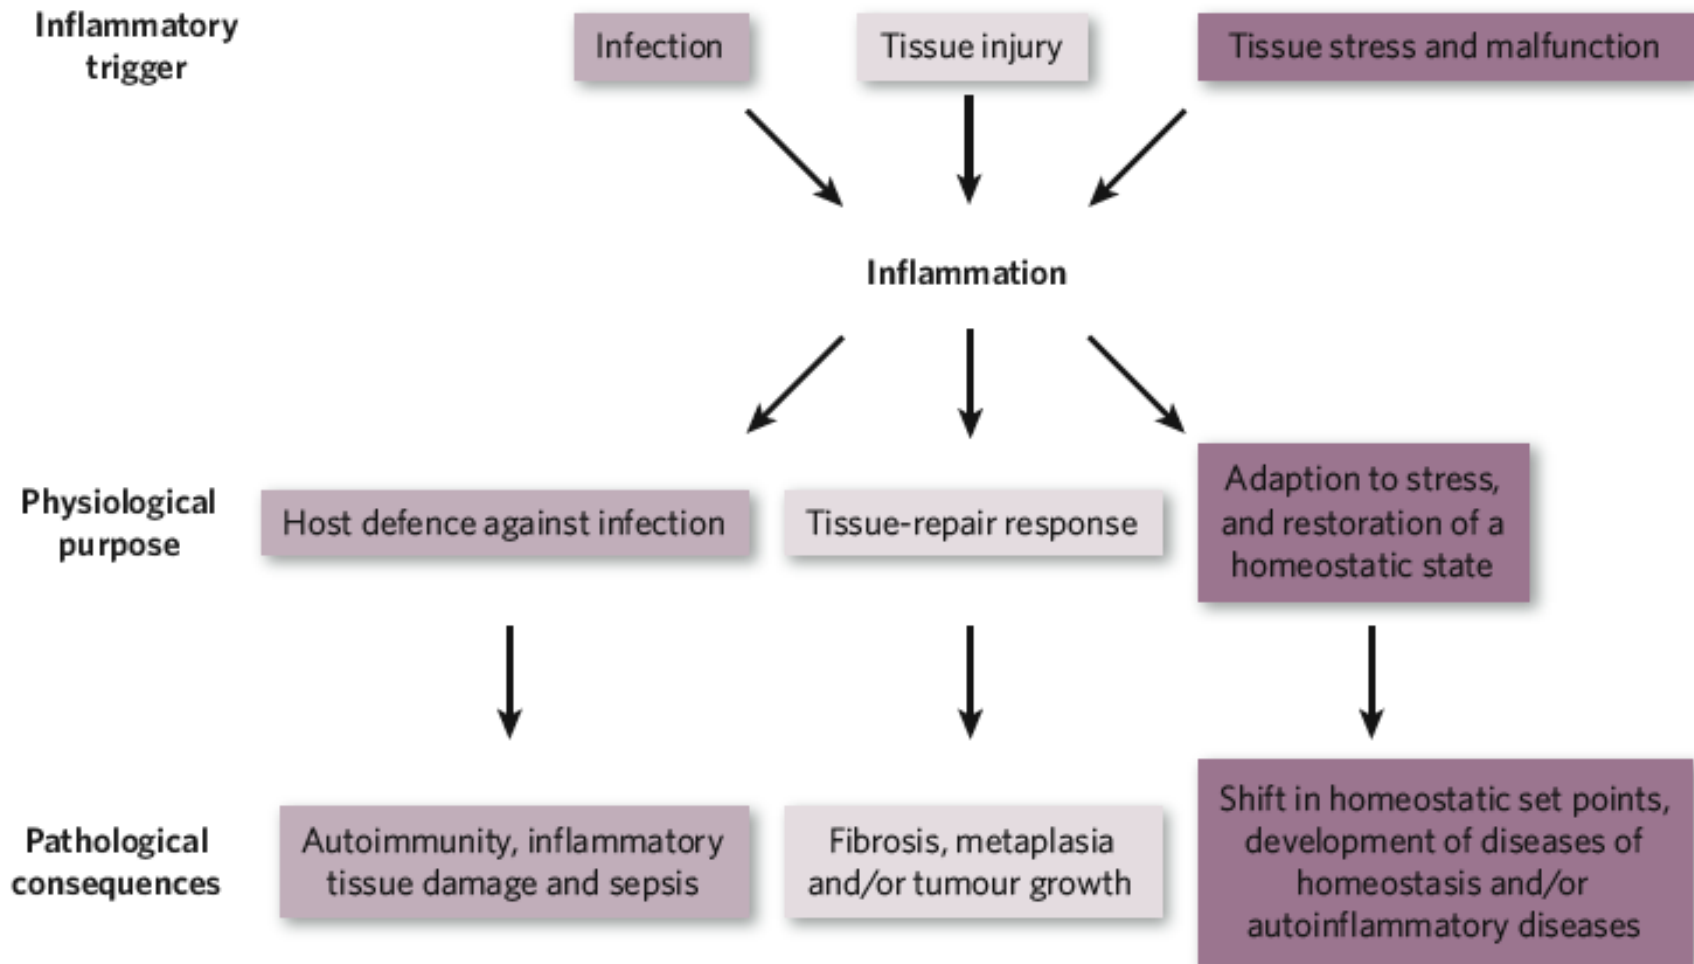 Inflammatory
trigger
Infection
Tissue injury
Tissue stress and malfunction
Inflammation
Physiological
purpose
Host defence against infection
Tissue-repair response
Adaption to stress,
and restoration of a
homeostatic state
Pathological
consequences
Autoimmunity, inflammatory
tissue damage and sepsis
Fibrosis, metaplasia
and/or tumour growth
Shift in homeostatic set points,
development of diseases of
homeostasis and/or
autoinflammatory diseases